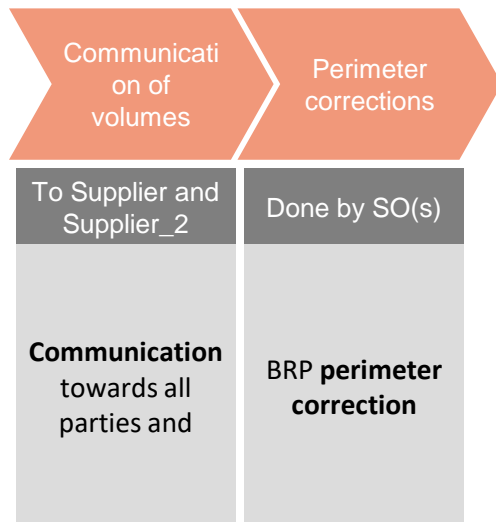 Communicati
on of
volumes
Perimeter
corrections
To Supplier and
Supplier_2
Done by SO(s)
Communication
towards all
parties and
BRP perimeter
correction